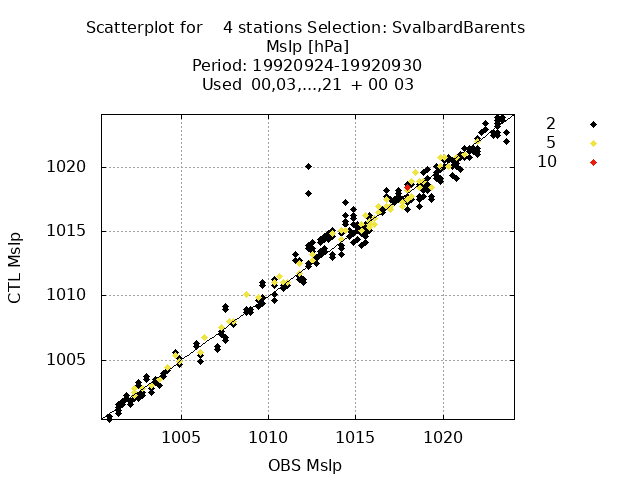 Scatterplot for    4 stations Selection: SvalbardBarents
Mslp [hPa]
Period: 19920924-19920930
Used  00,03,...,21  + 00 03
2
5
10
CTL Mslp
1020
1015
1010
1005
1005
1010
1015
1020
OBS Mslp